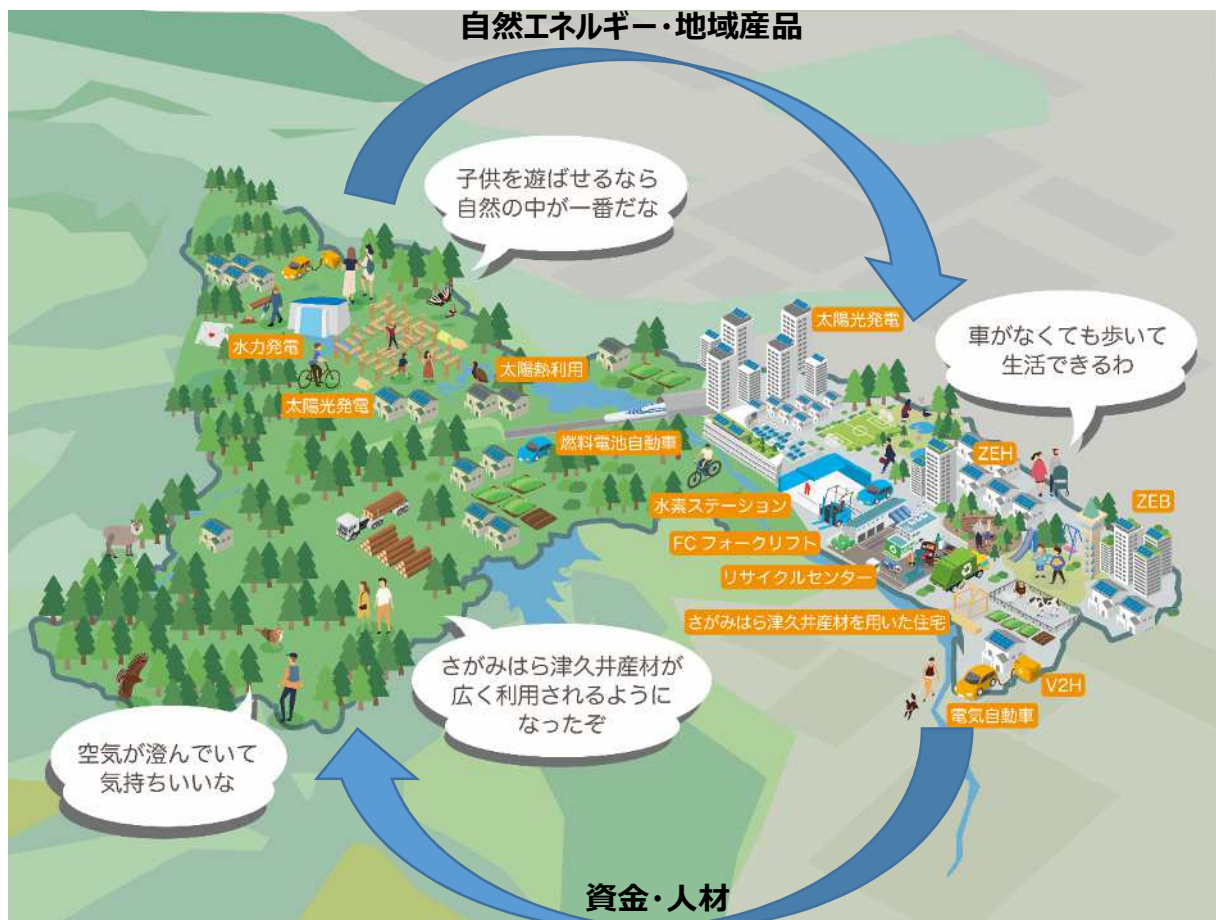 自然エネルギー・地域産品
子供を遊ばせるなら
自然の中が一番だな
太陽光発電
車がなくても歩いて
生活できるわ
水力発電
太陽熱利用
太陽光発電
燃料電池自動車
ZEH
ZEB
水素ステーション
FCフォークリフト
リサイクルセンター
さがみはら津久井産材を用いた住宅
V2H
電気自動車
さがみはら津久井産材が
広く利用されるように
なったぞ
空気が澄んでいて
気持ちいいな
資金・人材